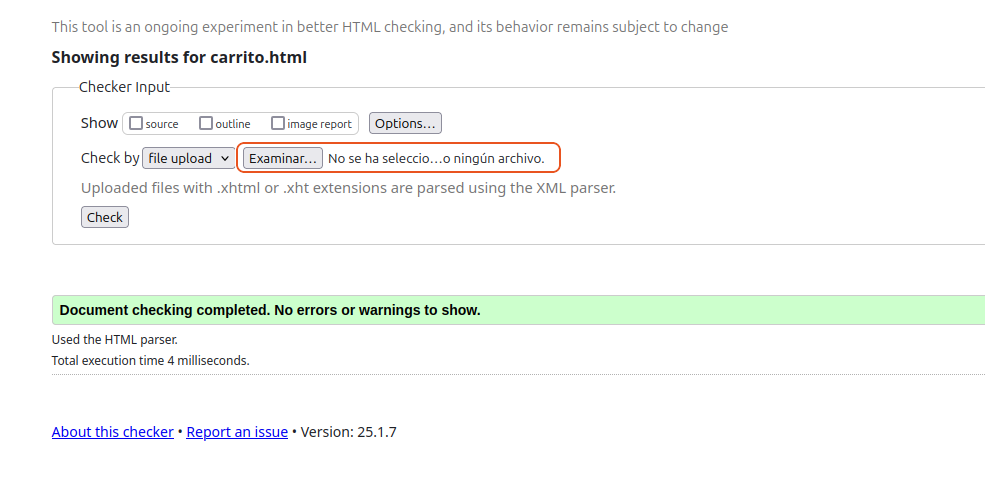 This tool is an ongoing experiment in better HTML checking, and its behavior remains subject to change
Showing results for carrito.html
Checker Input
Show source outline image report Options...
Check by file upload Examinar... No se ha seleccio...o ningún archivo.
Uploaded files with .xhtml or .xht extensions are parsed using the XML parser.
Check
Document checking completed. No errors or warnings to show.
Used the HTML parser.
Total execution time 4 milliseconds.
About this checker • Report an issue • Version: 25.1.7